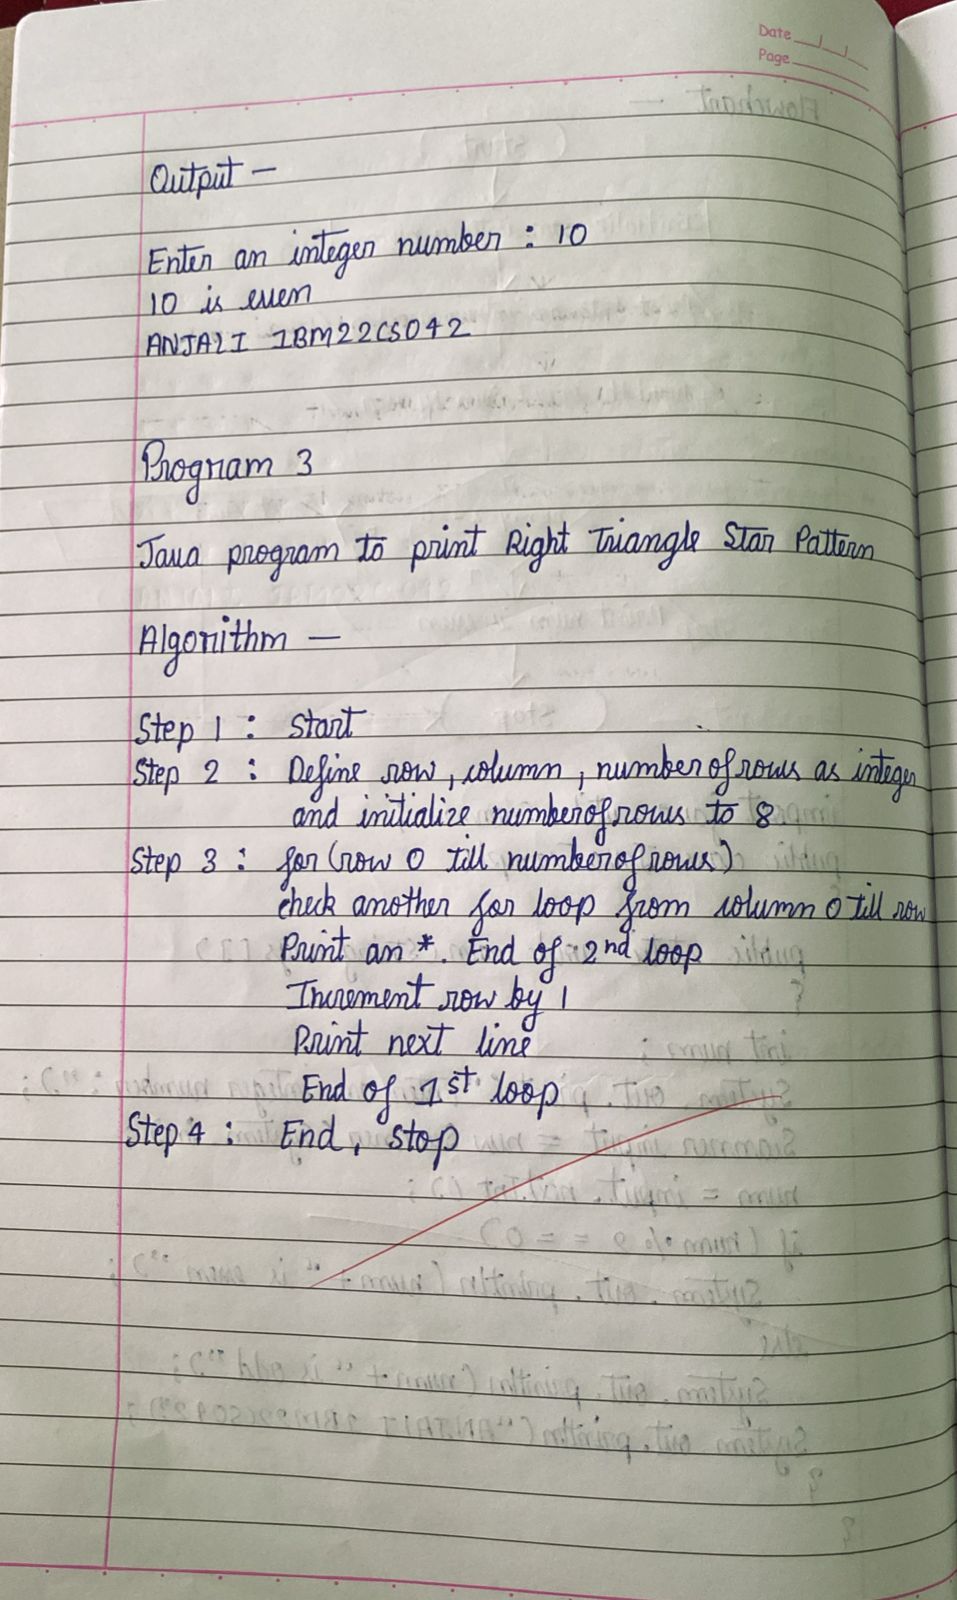 Date
Page
Output —
Enter an integer number : 10
10 is even
ANJALI 1BM22CS042
Program 3
Java program to print Right Triangle Star Pattern
Algorithm —
Step 1 : Start
Step 2 : Define row, column, numberofrows as integer
and initialize numberofrows to 8.
Step 3 : for (row 0 till numberofrows)
check another for loop from column 0 till row
Print an *. End of 2nd loop
Increment row by 1
Print next line
End of 1st loop
Step 4 : End, stop